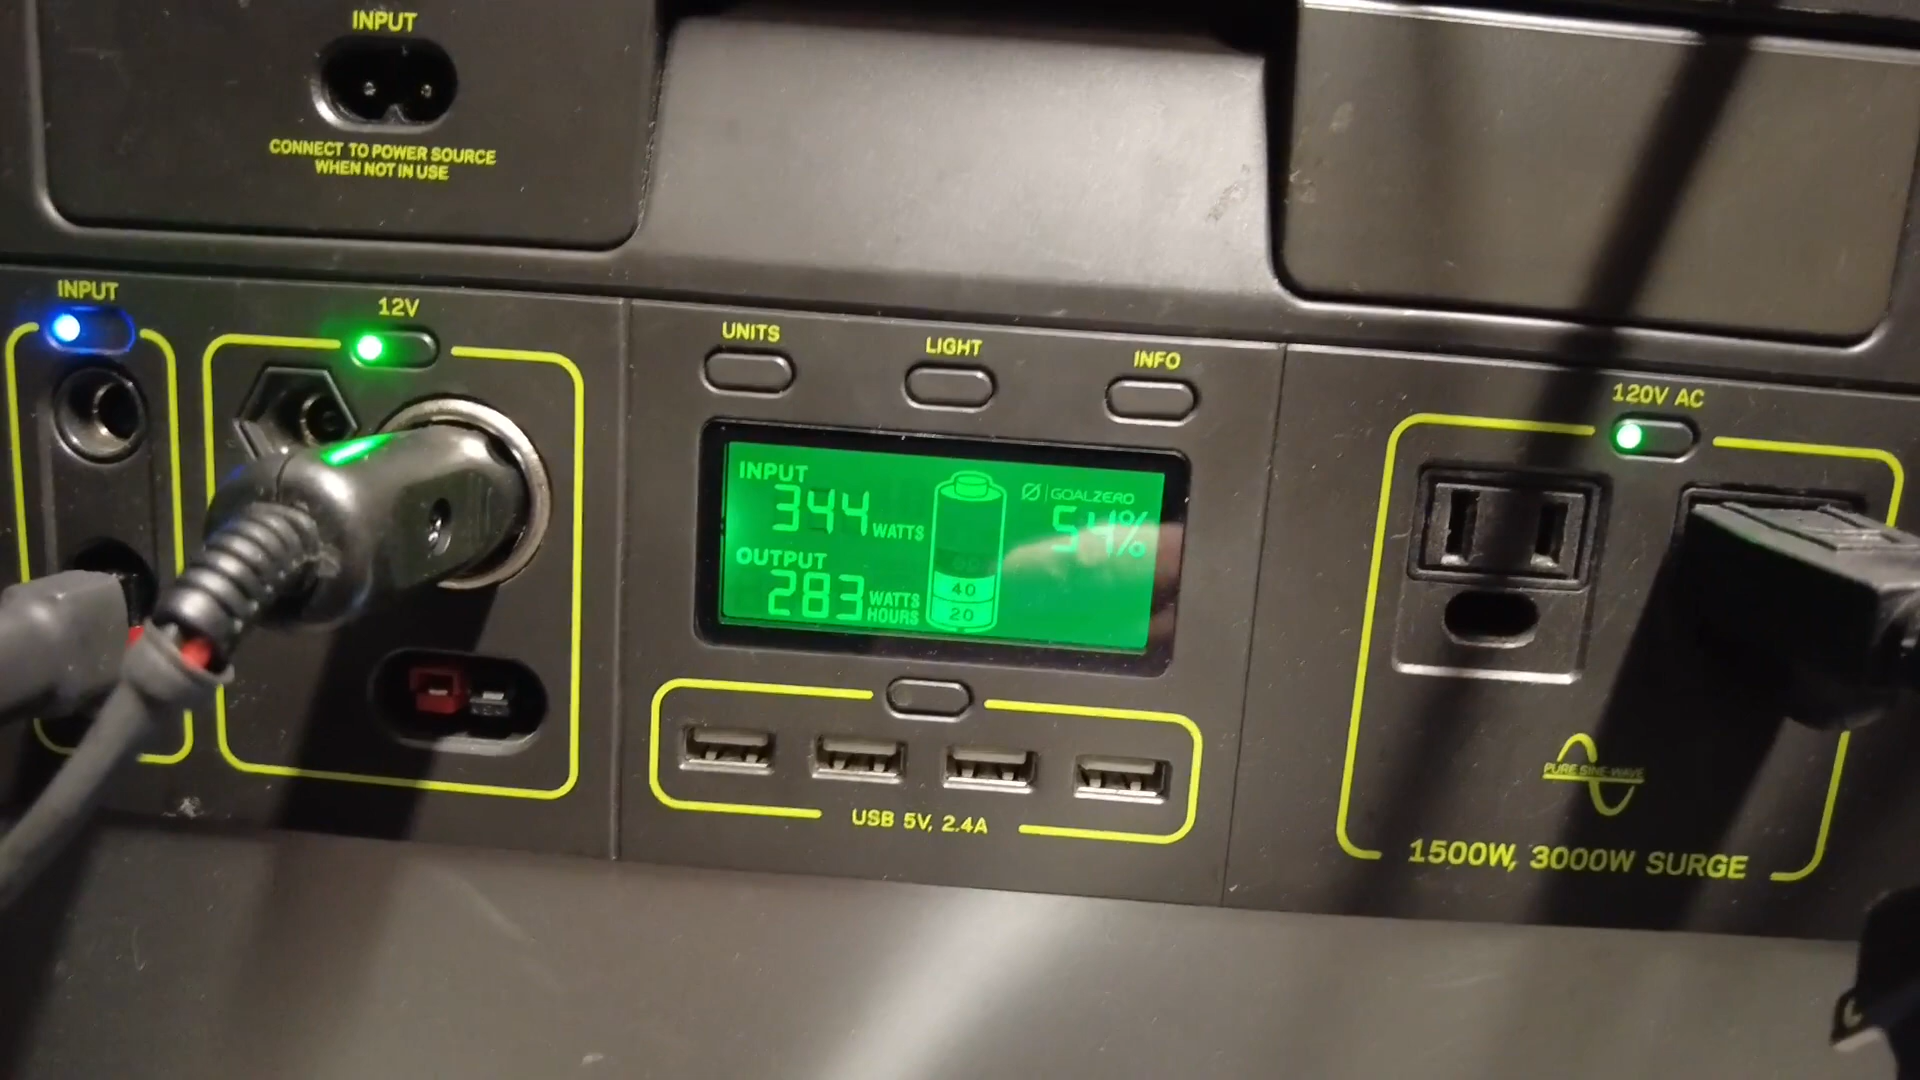 INPUT
CONNECT TO POWER SOURCE
WHEN NOT IN USE
INPUT
12V
UNITS
LIGHT
INFO
120V AC
INPUT
344 WATTS
OUTPUT
283 WATTS
HOURS
60
40
20
GOALZERO
54%
USB 5V, 2.4A
PURE SINE-WAVE
1500W, 3000W SURGE